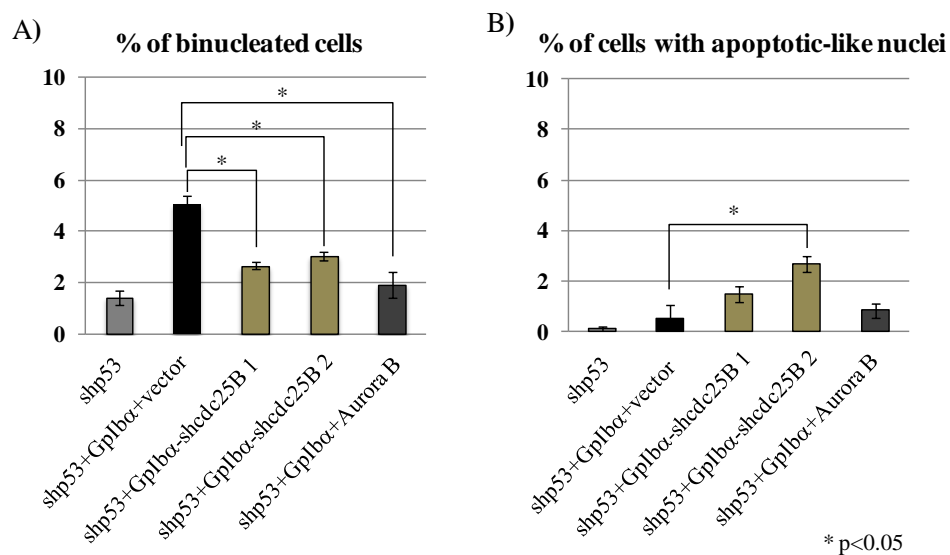 A)
% of binucleated cells
10
8
6
4
2
0
*
*
*
shp53
shp53+GpIbα+vector
shp53+GpIbα-shcdc25B 1
shp53+GpIbα-shcdc25B 2
shp53+GpIbα+Aurora B
B)
% of cells with apoptotic-like nuclei
10
8
6
4
2
0
*
shp53
shp53+GpIbα+vector
shp53+GpIbα-shcdc25B 1
shp53+GpIbα-shcdc25B 2
shp53+GpIbα+Aurora B
* p<0.05